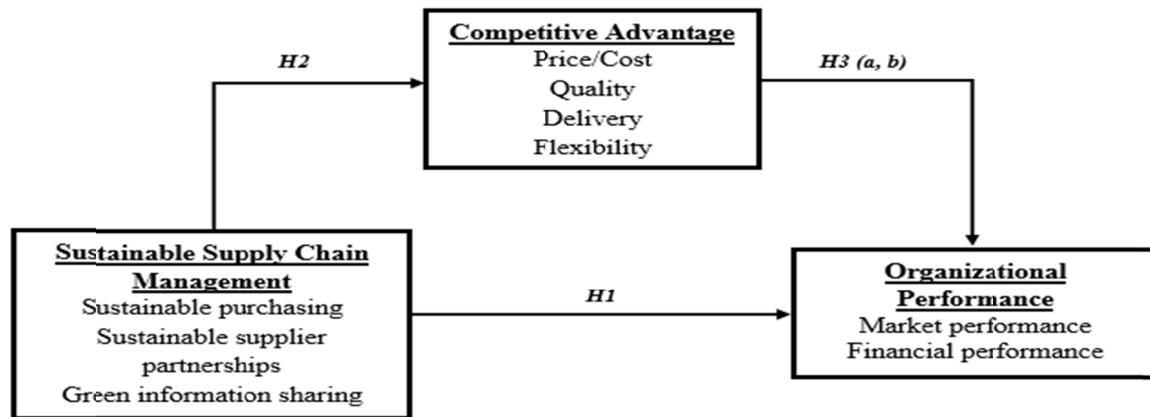 Competitive Advantage
Price/Cost
Quality
Delivery
Flexibility
H2
H3 (a, b)
Sustainable Supply Chain
Management
Sustainable purchasing
Sustainable supplier
partnerships
Green information sharing
H1
Organizational
Performance
Market performance
Financial performance